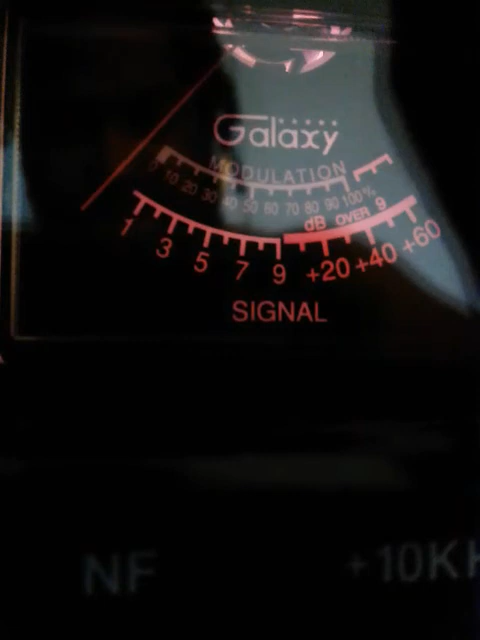 Galaxy
MODULATION
0 10 20 30 40 50 60 70 80 90 100%
dB OVER 9
1 3 5 7 9 +20 +40 +60
SIGNAL
NF +10K